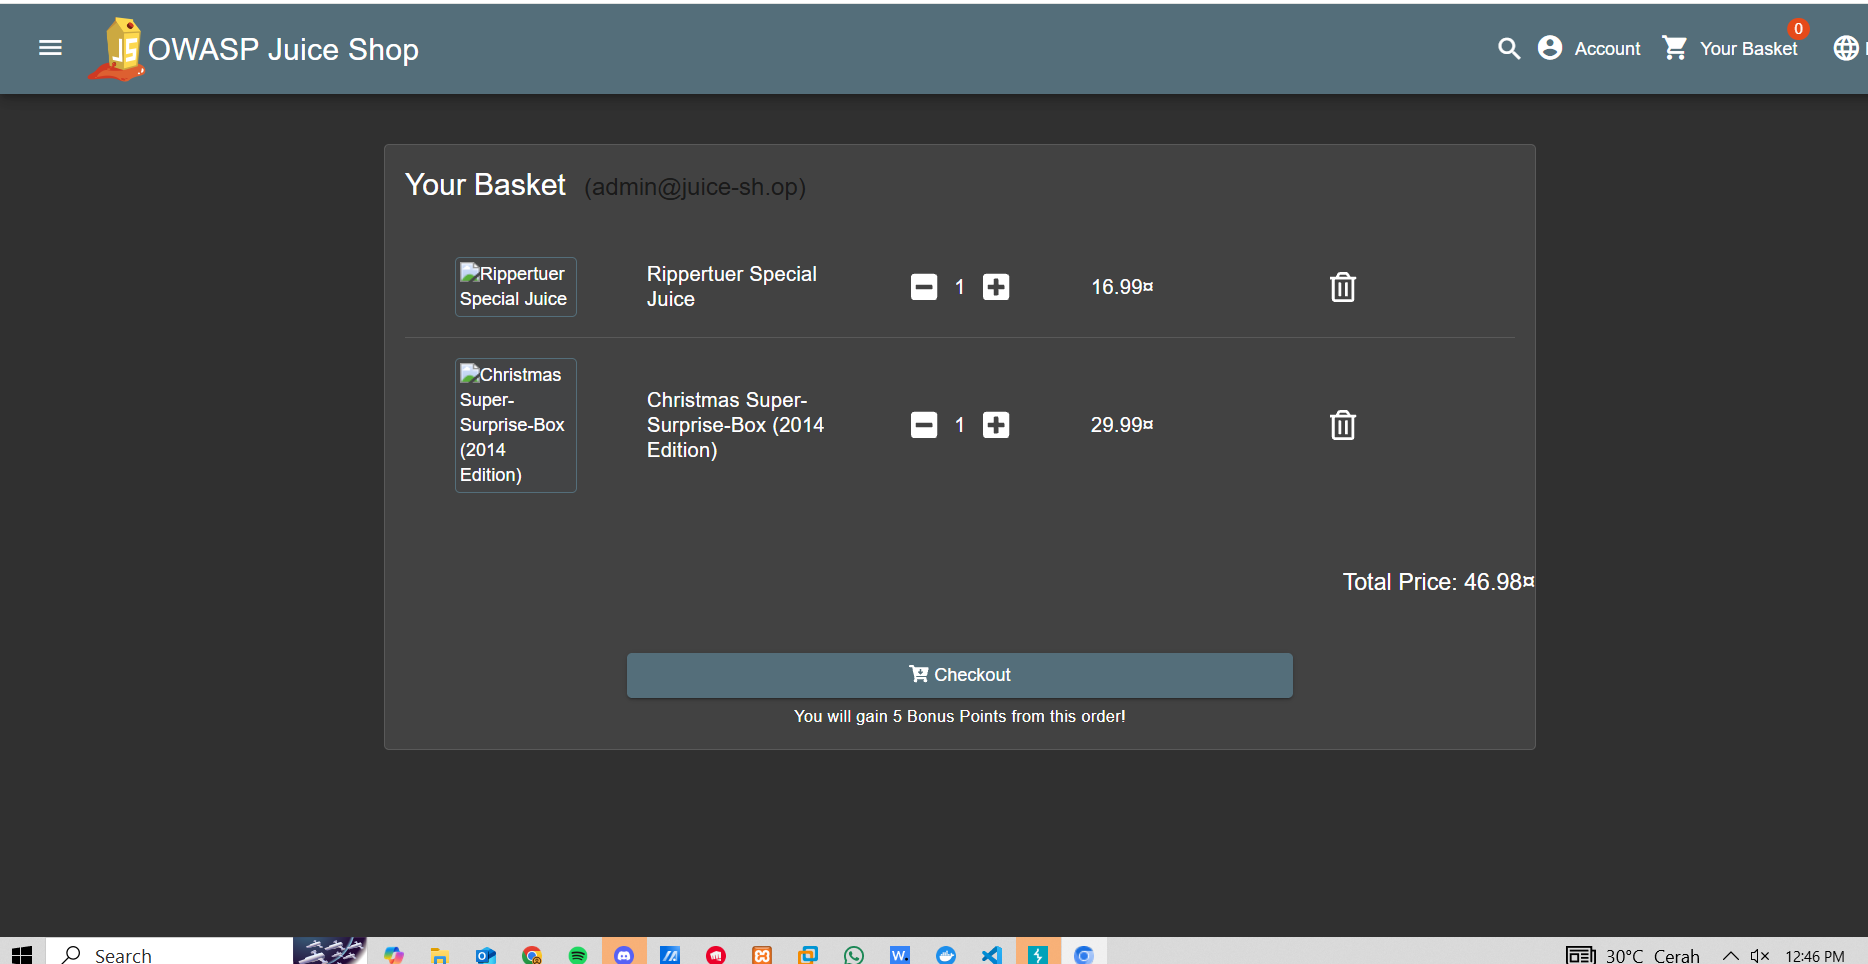 OWASP Juice Shop
Account
Your Basket
0
Your Basket (admin@juice-sh.op)
Rippertuer
Special Juice
Rippertuer Special
Juice
1
16.99¤
Christmas
Super-
Surprise-Box
(2014
Edition)
Christmas Super-
Surprise-Box (2014
Edition)
1
29.99¤
Total Price: 46.98¤
Checkout
You will gain 5 Bonus Points from this order!
Search
30°C Cerah
12:46 PM